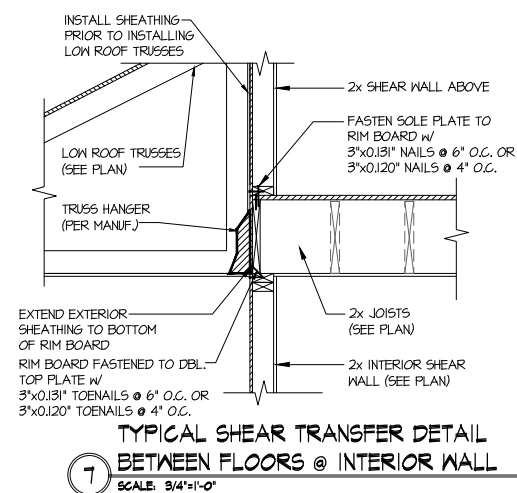 INSTALL SHEATHING
PRIOR TO INSTALLING
LOW ROOF TRUSSES
2x SHEAR WALL ABOVE
FASTEN SOLE PLATE TO
RIM BOARD W/
3"x0.131" NAILS @ 6" O.C. OR
3"x0.120" NAILS @ 4" O.C.
LOW ROOF TRUSSES
(SEE PLAN)
TRUSS HANGER
(PER MANUF.)
EXTEND EXTERIOR
SHEATHING TO BOTTOM
OF RIM BOARD
RIM BOARD FASTENED TO DBL.
TOP PLATE W/
3"x0.131" TOENAILS @ 6" O.C. OR
3"x0.120" TOENAILS @ 4" O.C.
2x JOISTS
(SEE PLAN)
2x INTERIOR SHEAR
WALL (SEE PLAN)
7
TYPICAL SHEAR TRANSFER DETAIL
BETWEEN FLOORS @ INTERIOR WALL
SCALE: 3/4"=1'-0"